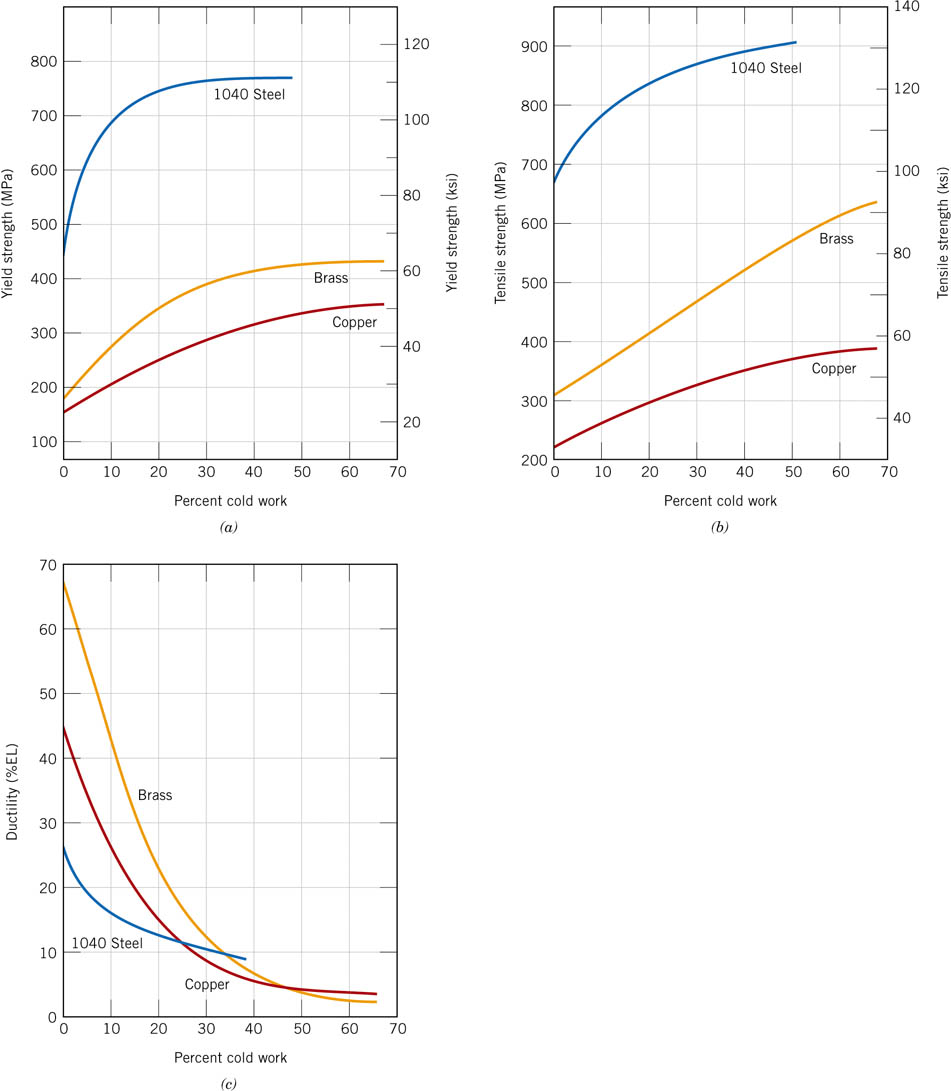 Yield strength (MPa)
800
700
600
500
400
300
200
100
120
100
80
60
40
20
Yield strength (ksi)
1040 Steel
Brass
Copper
0 10 20 30 40 50 60 70
Percent cold work
(a)
Tensile strength (MPa)
900
800
700
600
500
400
300
200
140
120
100
80
60
40
Tensile strength (ksi)
1040 Steel
Brass
Copper
0 10 20 30 40 50 60 70
Percent cold work
(b)
Ductility (%EL)
70
60
50
40
30
20
10
0
Brass
1040 Steel
Copper
0 10 20 30 40 50 60 70
Percent cold work
(c)